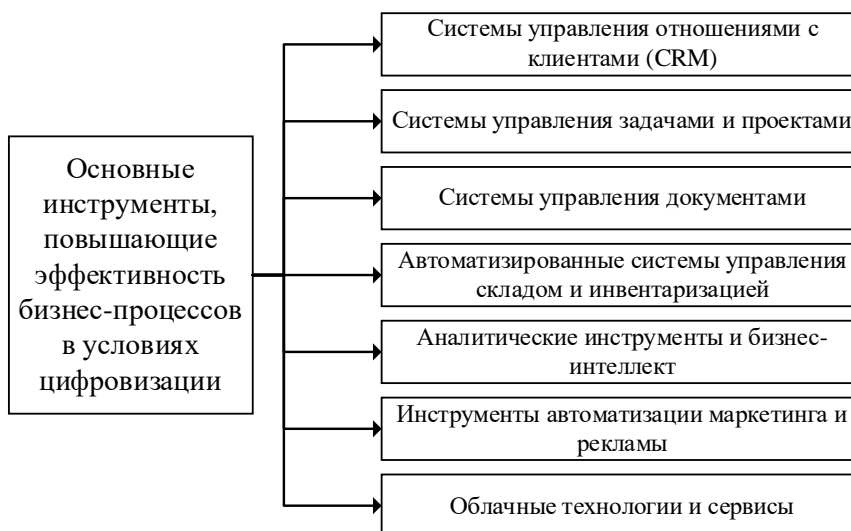 Основные
инструменты,
повышающие
эффективность
бизнес-процессов
в условиях
цифровизации
Системы управления отношениями с
клиентами (CRM)
Системы управления задачами и проектами
Системы управления документами
Автоматизированные системы управления
складом и инвентаризацией
Аналитические инструменты и бизнес-
интеллект
Инструменты автоматизации маркетинга и
рекламы
Облачные технологии и сервисы